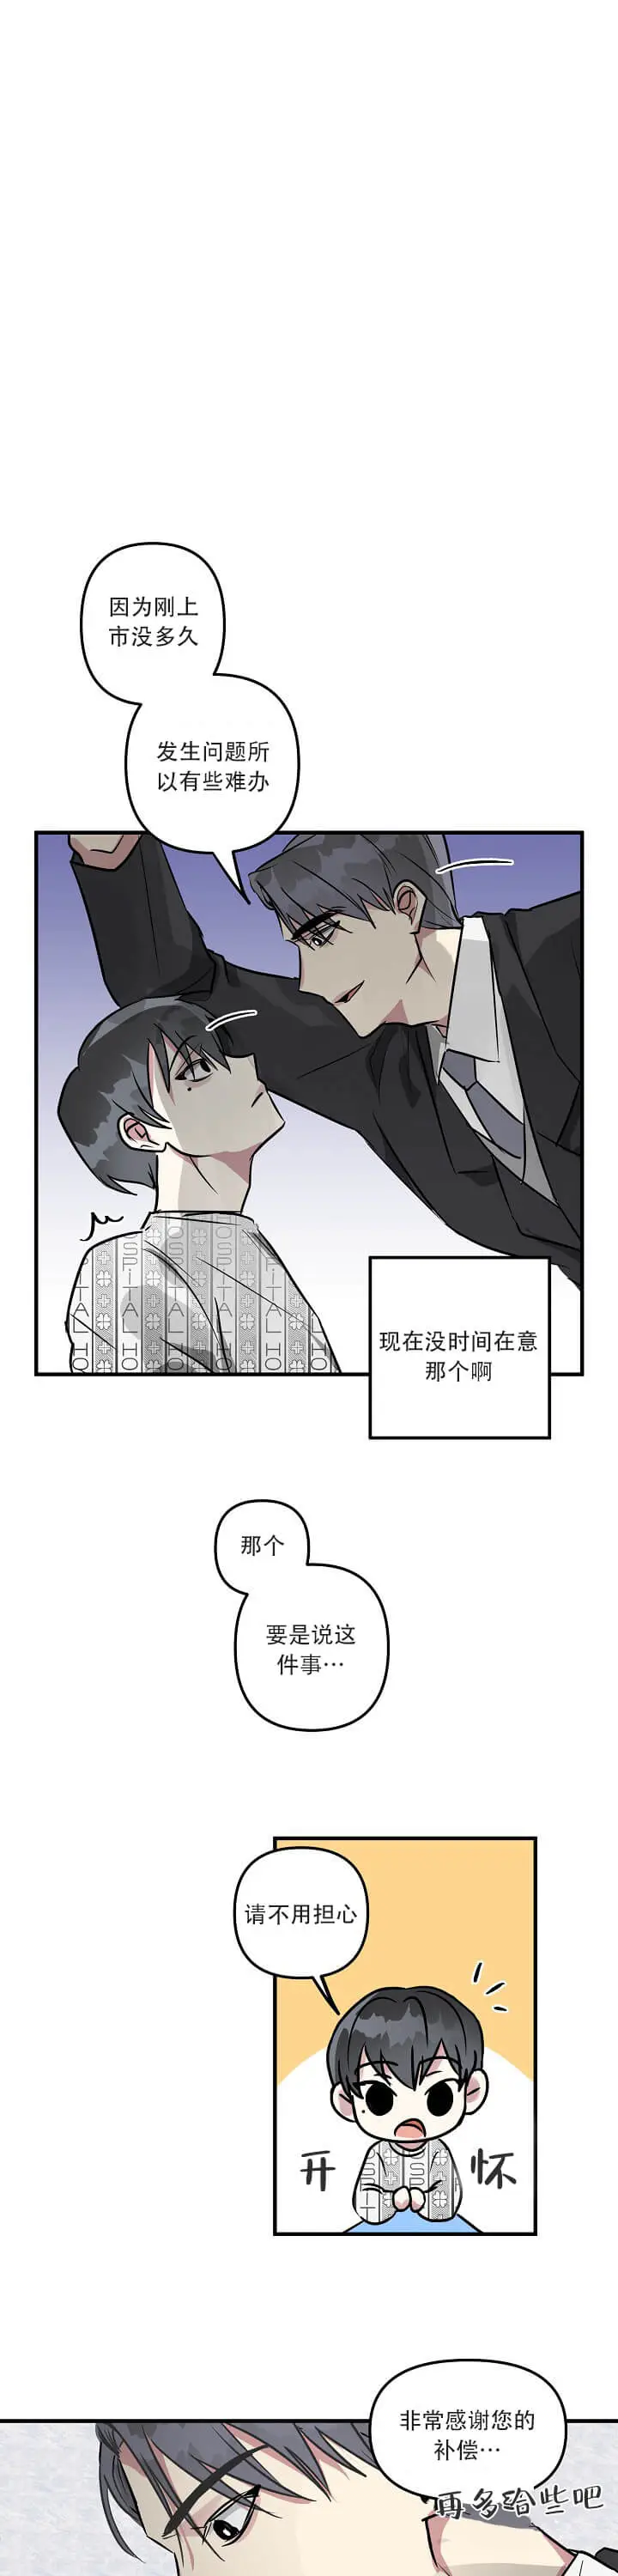 因为刚上
市没多久
发生问题所
以有些难办
HOSPITAL HO
现在没时间在意
那个啊
那个
要是说这
件事…
请不用担心
开 怀
非常感谢您的
补偿…
再多给些吧